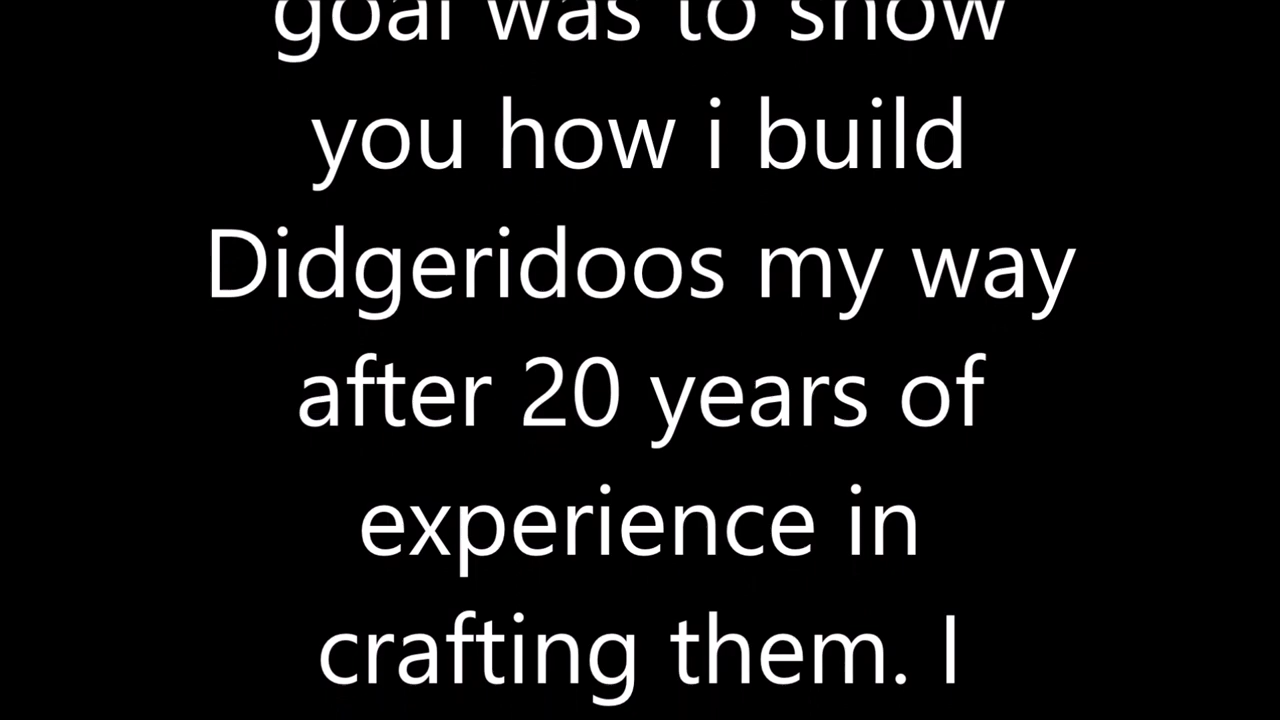 goal was to show
you how i build
Didgeridoos my way
after 20 years of
experience in
crafting them. I